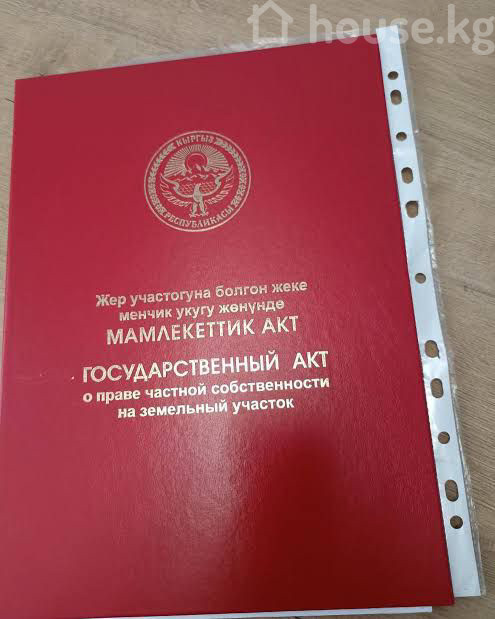 house.kg
КЫРГЫЗ
РЕСПУБЛИКАСЫ
Жер участогуна болгон жеке
менчик укугу жөнүндө
МАМЛЕКЕТТИК АКТ
ГОСУДАРСТВЕННЫЙ АКТ
о праве частной собственности
на земельный участок